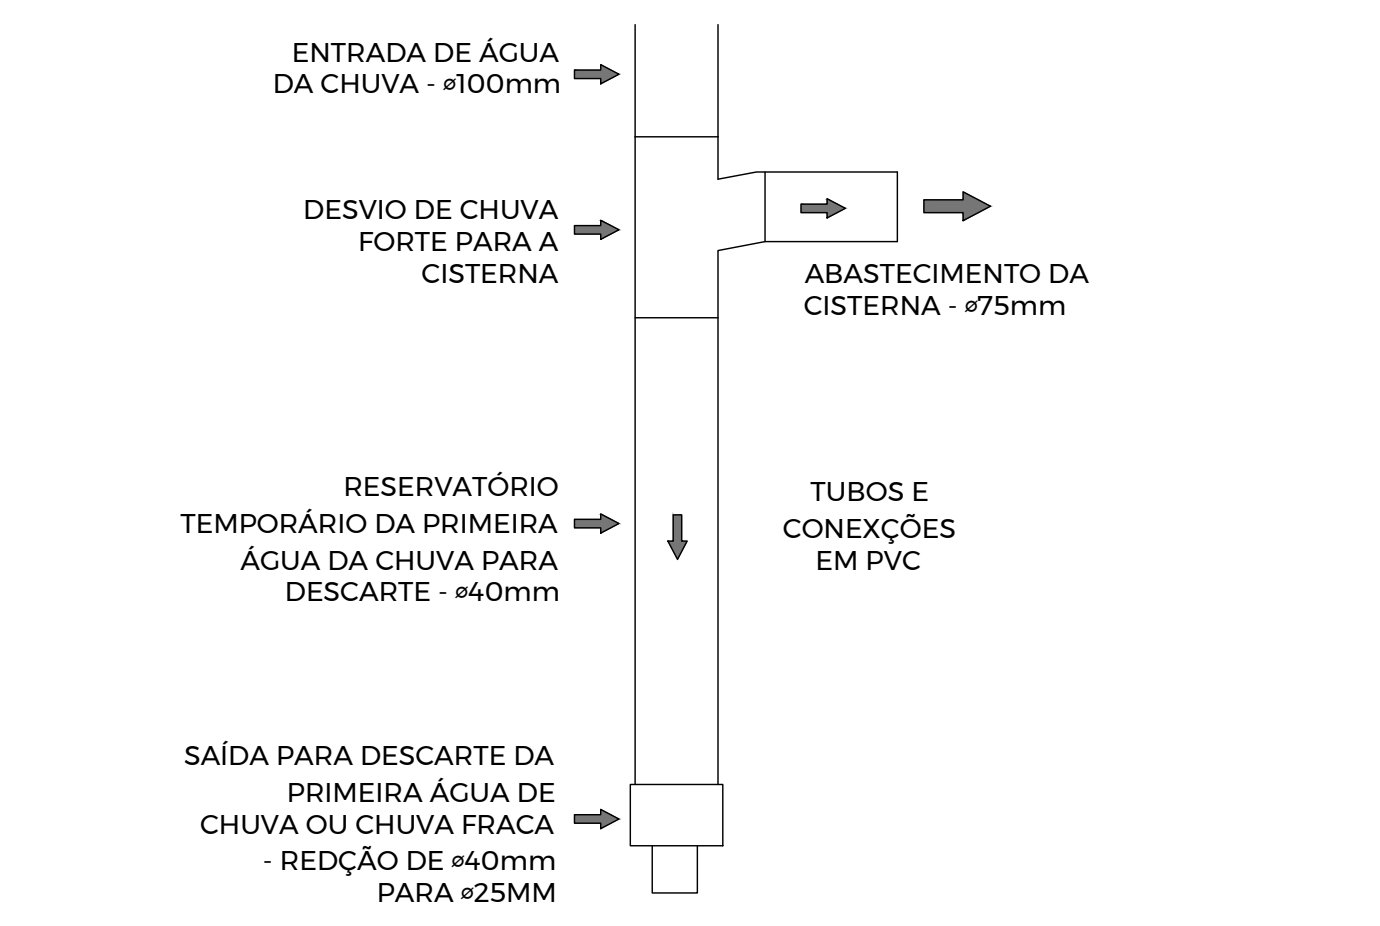 ENTRADA DE ÁGUA
DA CHUVA - ⌀100mm
DESVIO DE CHUVA
FORTE PARA A
CISTERNA
ABASTECIMENTO DA
CISTERNA - ⌀75mm
RESERVATÓRIO
TEMPORÁRIO DA PRIMEIRA
ÁGUA DA CHUVA PARA
DESCARTE - ⌀40mm
TUBOS E
CONEXÇÕES
EM PVC
SAÍDA PARA DESCARTE DA
PRIMEIRA ÁGUA DE
CHUVA OU CHUVA FRACA
- REDÇÃO DE ⌀40mm
PARA ⌀25MM